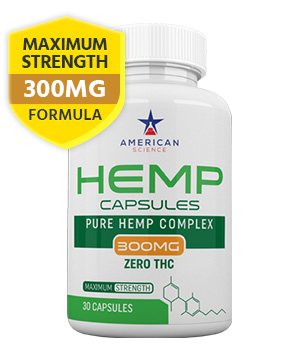 MAXIMUM
STRENGTH
300MG
FORMULA
AMERICAN
SCIENCE
HEMP
CAPSULES
PURE HEMP COMPLEX
300MG
ZERO THC
MAXIMUM STRENGTH
30 CAPSULES